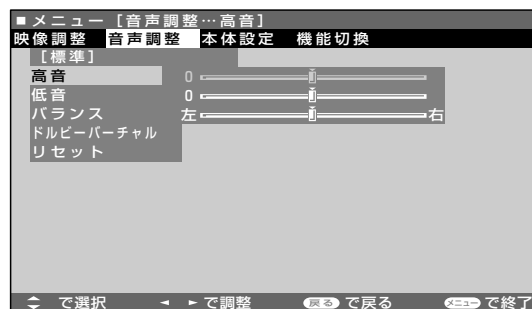 ■メニュー [音声調整…高音]
映像調整 音声調整 本体設定 機能切換
[標準]
高音 0
低音 0
バランス 左 右
ドルビーバーチャル
リセット
で選択 で調整 戻る で戻る メニュー で終了